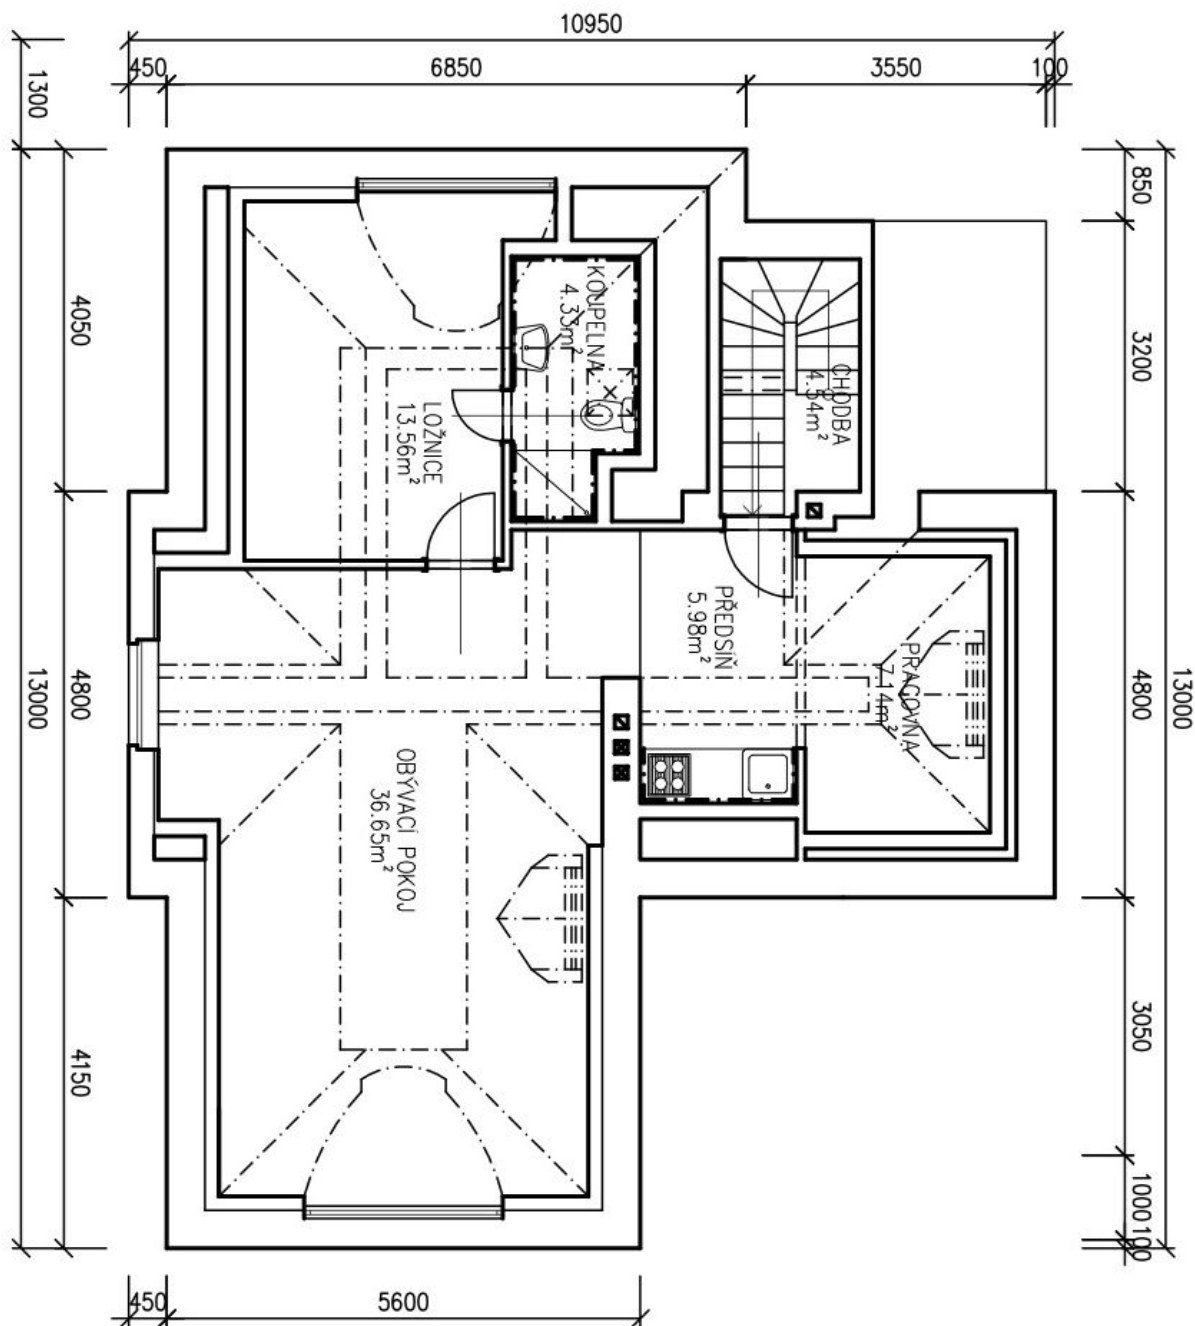 10950
450
6850
3550
100
1300
13000
4050
4800
4150
850
3200
4800
3050
1000
100
13000
KOUPELNA
4.33m²
CHODBA
4.54m²
LOŽNICE
13.56m²
PŘEDSÍŇ
5.98m²
PRACOVNA
7.14m²
OBÝVACÍ POKOJ
36.65m²
450
5600